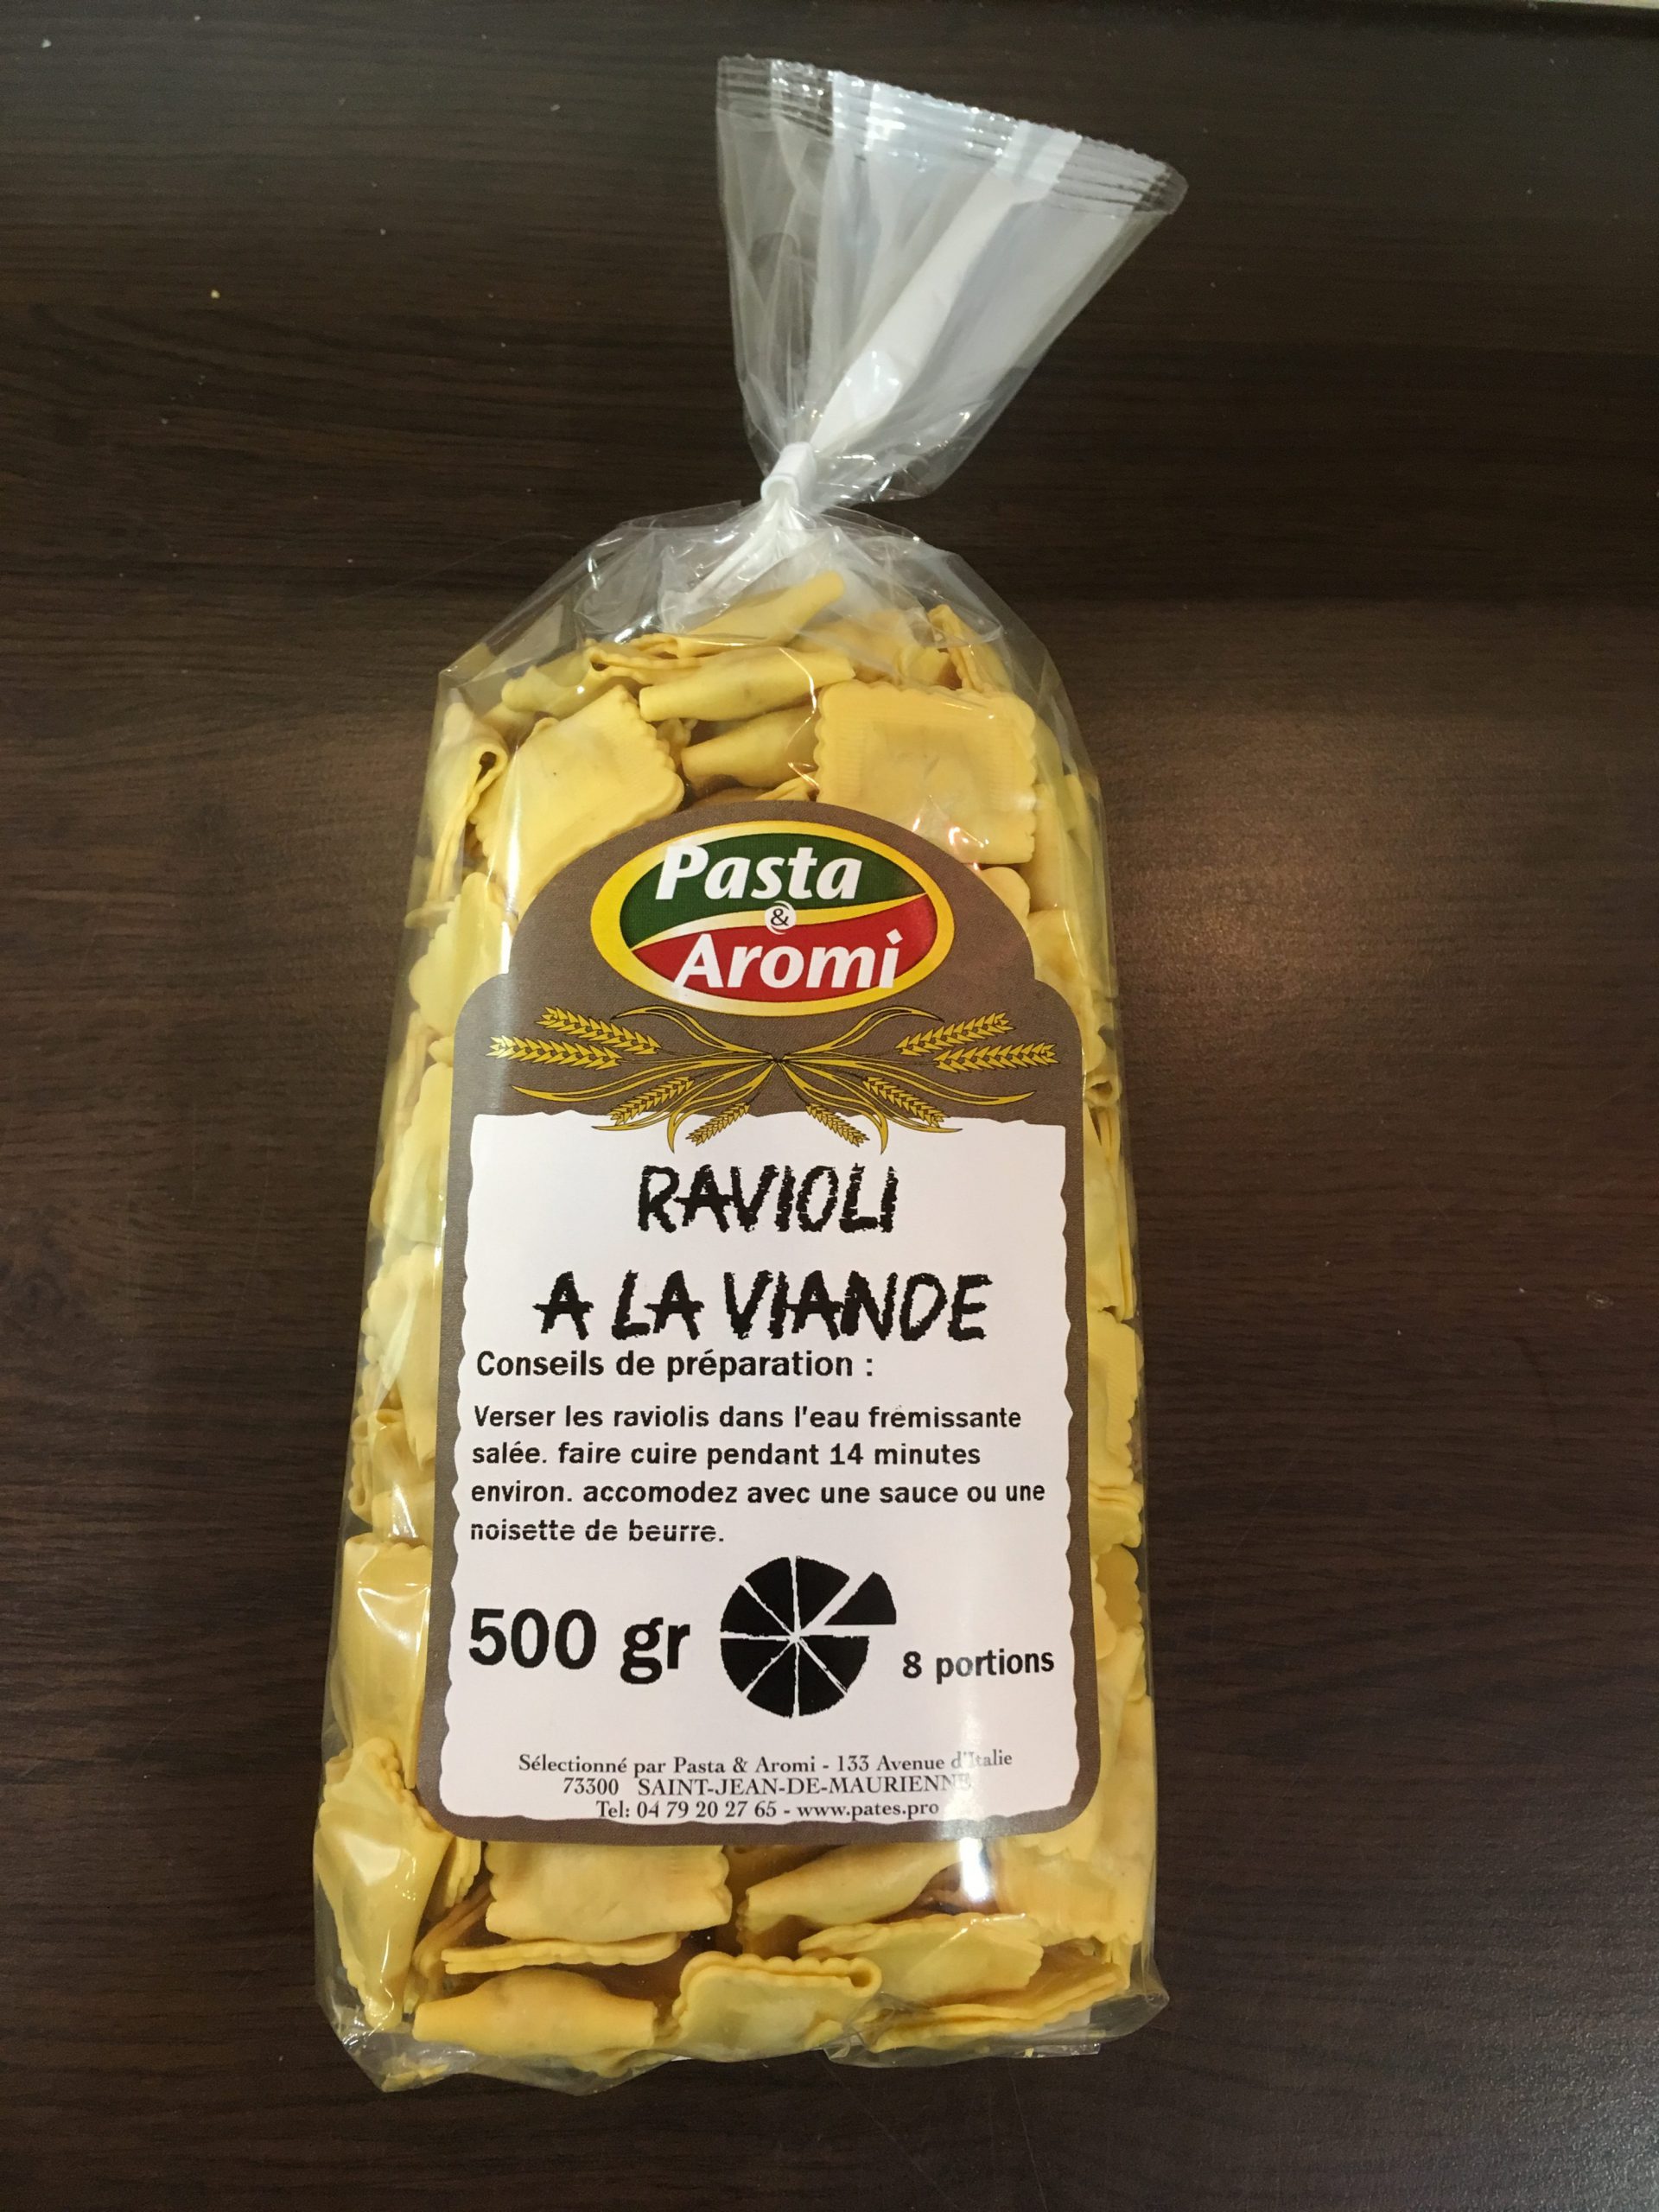 Pasta
&
Aromi
RAVIOLI
A LA VIANDE
Conseils de préparation :
Verser les raviolis dans l'eau frémissante
salée. faire cuire pendant 14 minutes
environ. accomodez avec une sauce ou une
noisette de beurre.
500 gr
8 portions
Sélectionné par Pasta & Aromi - 133 Avenue d'Italie
73300 SAINT-JEAN-DE-MAURIENNE
Tel: 04 79 20 27 65 - www.pates.pro